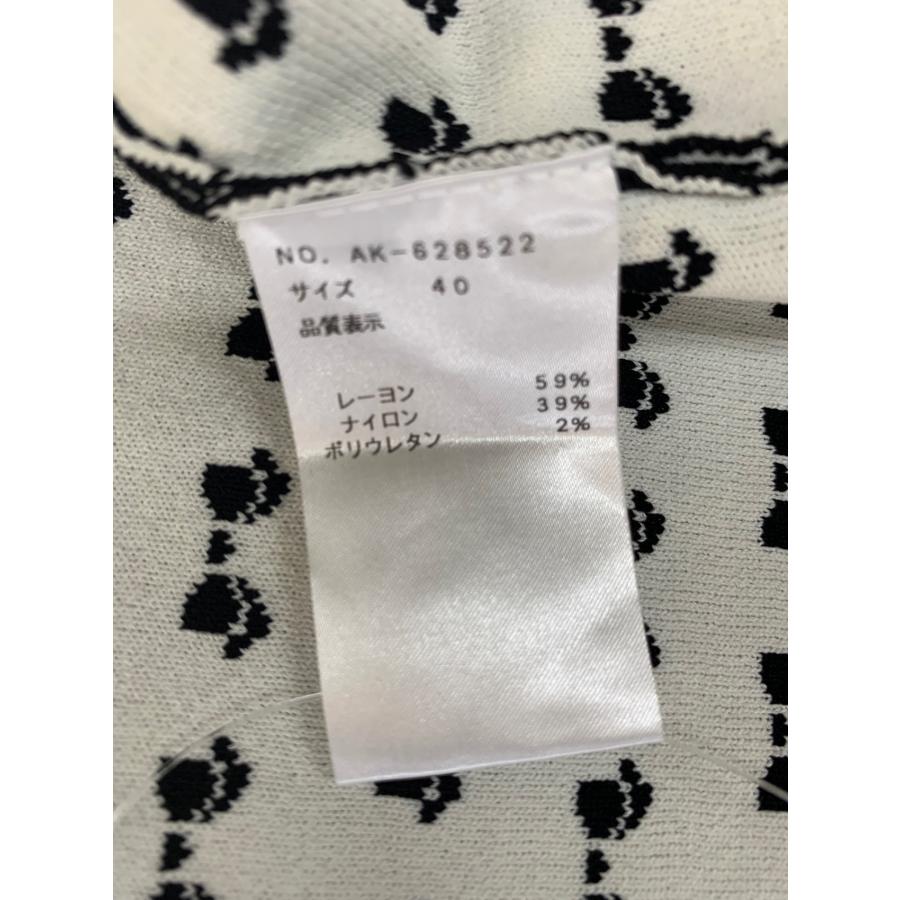 NO. AK-628522
サイズ 40
品質表示
レーヨン 59%
ナイロン 39%
ポリウレタン 2%